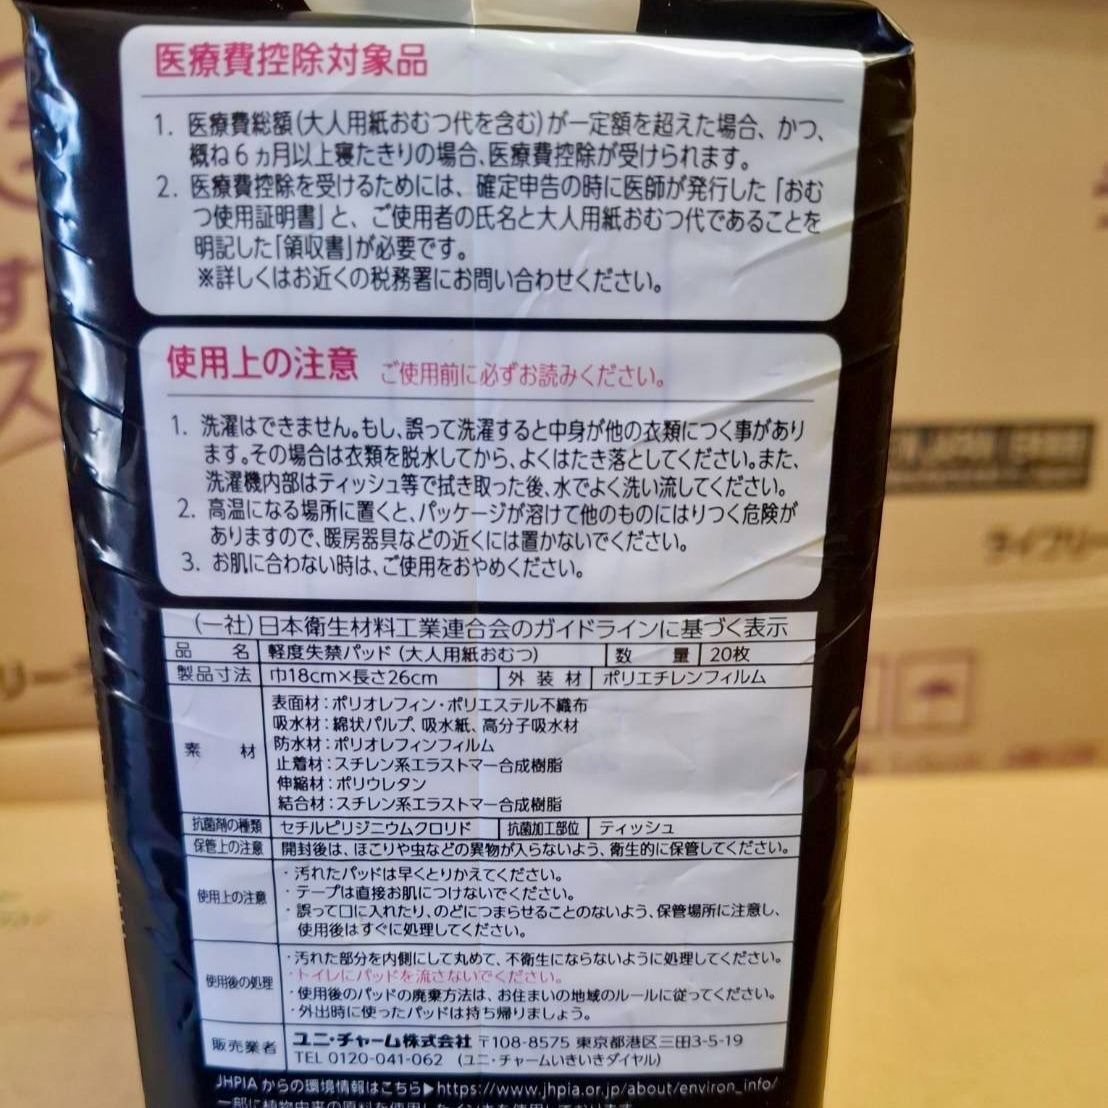 医療費控除対象品
1. 医療費総額(大人用紙おむつ代を含む)が一定額を超えた場合、かつ、
概ね6ヵ月以上寝たきりの場合、医療費控除が受けられます。
2. 医療費控除を受けるためには、確定申告の時に医師が発行した「おむ
つ使用証明書」と、ご使用者の氏名と大人用紙おむつ代であることを
明記した「領収書」が必要です。
※詳しくはお近くの税務署にお問い合わせください。
使用上の注意 ご使用前に必ずお読みください。
1. 洗濯はできません。もし、誤って洗濯すると中身が他の衣類につく事があり
ます。その場合は衣類を脱水してから、よくはたき落としてください。また、
洗濯機内部はティッシュ等で拭き取った後、水でよく洗い流してください。
2. 高温になる場所に置くと、パッケージが溶けて他のものにはりつく危険が
ありますので、暖房器具などの近くには置かないでください。
3. お肌に合わない時は、ご使用をおやめください。
(一社)日本衛生材料工業連合会のガイドラインに基づく表示
品名 軽度失禁パッド(大人用紙おむつ) 数量 20枚
製品寸法 巾18cm×長さ26cm 外装材 ポリエチレンフィルム
素材 表面材:ポリオレフィン・ポリエステル不織布
吸水材:綿状パルプ、吸水紙、高分子吸水材
防水材:ポリオレフィンフィルム
止着材:スチレン系エラストマー合成樹脂
伸縮材:ポリウレタン
結合材:スチレン系エラストマー合成樹脂
抗菌剤の種類 セチルピリジニウムクロリド 抗菌加工部位 ティッシュ
保管上の注意 開封後は、ほこりや虫などの異物が入らないよう、衛生的に保管してください。
使用上の注意 ・汚れたパッドは早くとりかえてください。
・テープは直接お肌につけないでください。
・誤って口に入れたり、のどにつまらせることのないよう、保管場所に注意し、
使用後はすぐに処理してください。
使用後の処理 ・汚れた部分を内側にして丸めて、不衛生にならないように処理してください。
・トイレにパッドを流さないでください。
・使用後のパッドの廃棄方法は、お住まいの地域のルールに従ってください。
・外出時に使ったパッドは持ち帰りましょう。
販売業者 ユニ・チャーム株式会社 〒108-8575 東京都港区三田3-5-19
TEL 0120-041-062 (ユニ・チャームいきいきダイヤル)
JHPIAからの環境情報はこちら▶https://www.jhpia.or.jp/about/environ_info/
一部に植物由来の原料を使用したインキを使用しております
ライフリー